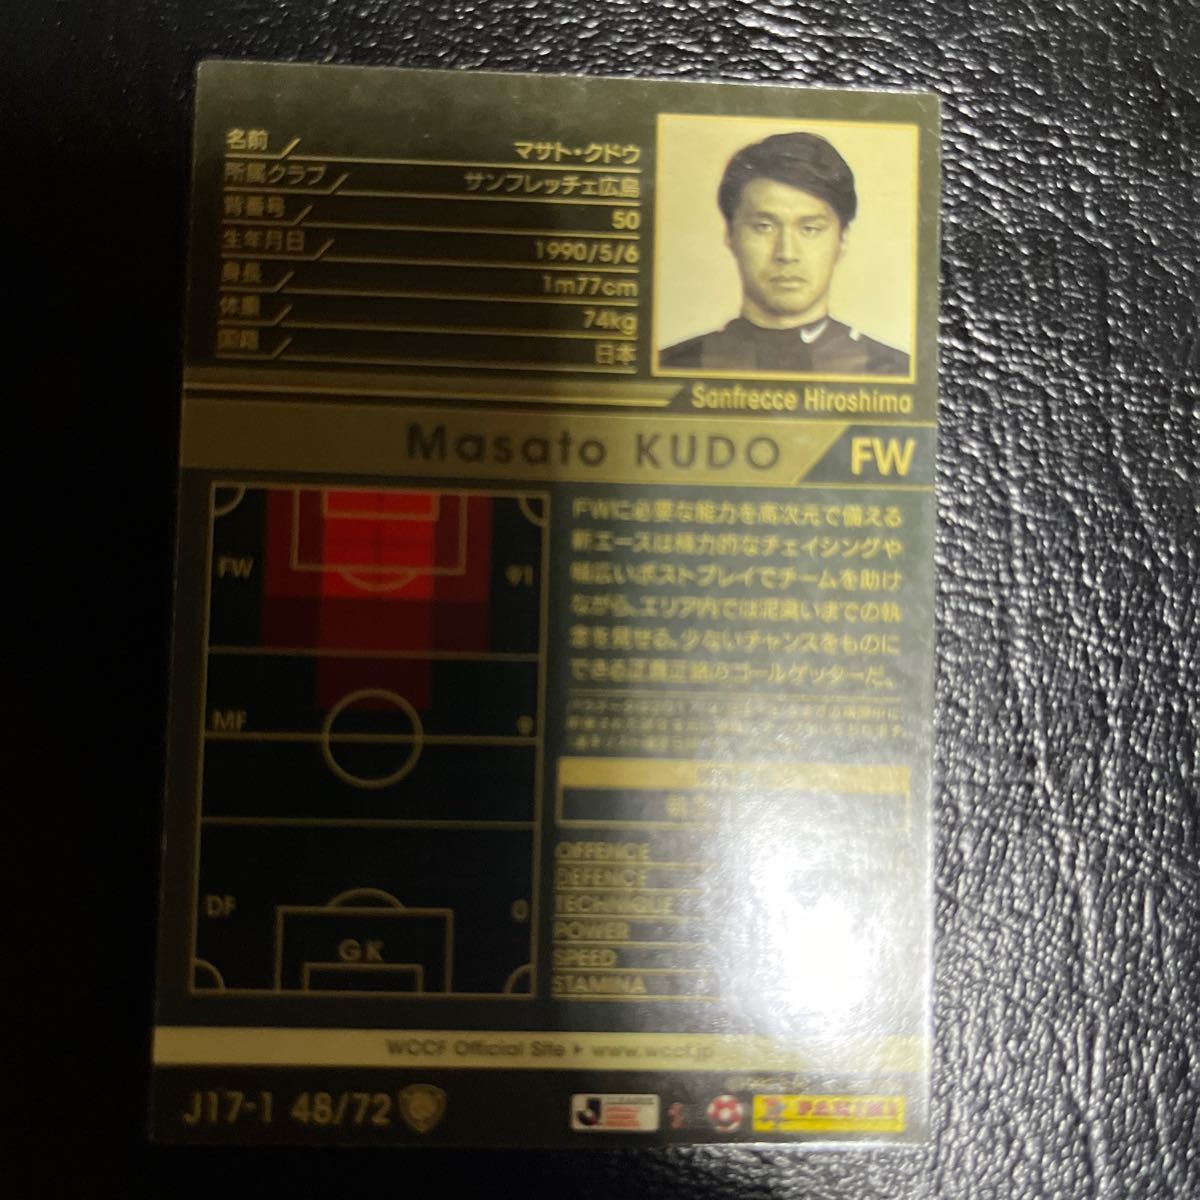 名前 マサト・クドウ
所属クラブ サンフレッチェ広島
背番号 50
生年月日 1990/5/6
身長 1m77cm
体重 74kg
国籍 日本
Sanfrecce Hiroshima
Masato KUDO FW
FW 91
MF 9
DF 0
GK
FWに必要な能力を高次元で備える
新エースは精力的なチェイシングや
幅広いポストプレイでチームを助け
ながら、エリア内では泥臭いまでの執
念を見せる。少ないチャンスをものに
できる正真正銘のゴールゲッターだ。
OFFENCE
DEFENCE
TECHNIQUE
POWER
SPEED
STAMINA
WCCF Official Site ▶ www.wccf.jp
J17-1 48/72
PANINI